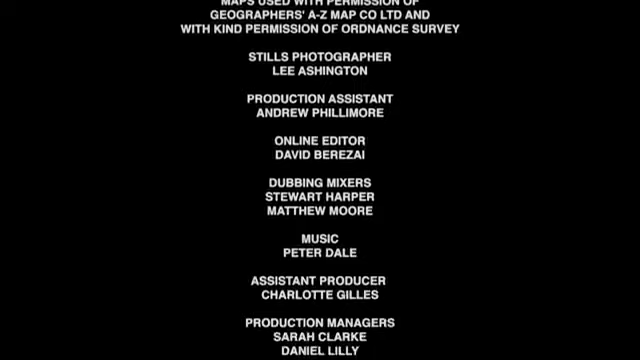 MAPS USED WITH PERMISSION OF
GEOGRAPHERS' A-Z MAP CO LTD AND
WITH KIND PERMISSION OF ORDNANCE SURVEY
STILLS PHOTOGRAPHER
LEE ASHINGTON
PRODUCTION ASSISTANT
ANDREW PHILLIMORE
ONLINE EDITOR
DAVID BEREZAI
DUBBING MIXERS
STEWART HARPER
MATTHEW MOORE
MUSIC
PETER DALE
ASSISTANT PRODUCER
CHARLOTTE GILLES
PRODUCTION MANAGERS
SARAH CLARKE
DANIEL LILLY